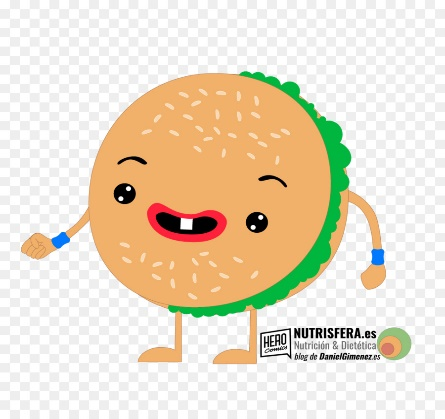 HERO
Comics
NUTRISFERA.es
Nutrición & Dietética
blog de DanielGimenez.es